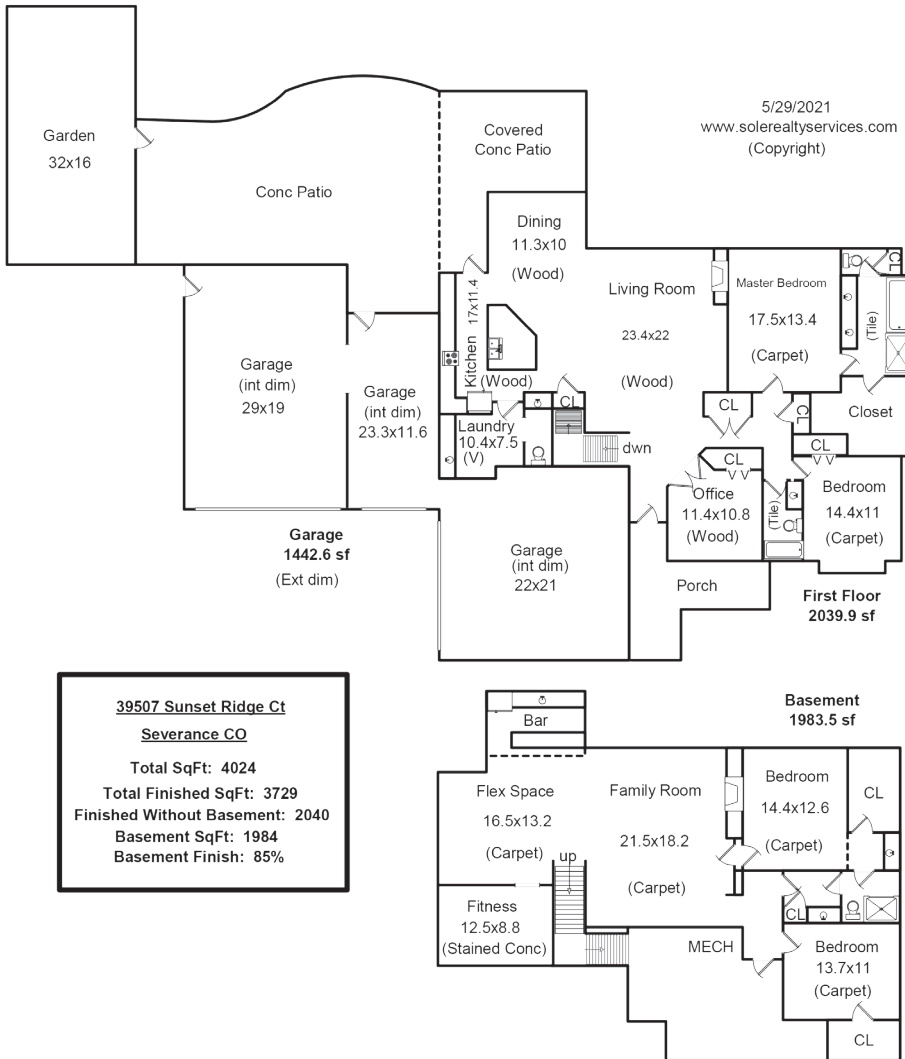 5/29/2021
www.solerealtyservices.com
(Copyright)
Garden
32x16
Conc Patio
Covered
Conc Patio
Dining
11.3x10
(Wood)
Kitchen 17x11.4
(Wood)
Living Room
23.4x22
(Wood)
Master Bedroom
17.5x13.4
(Carpet)
CL
(Tile)
Closet
Garage
(int dim)
29x19
Garage
(int dim)
23.3x11.6
Laundry
10.4x7.5
(V)
CL
dwn
CL
CL
CL
CL
Office
11.4x10.8
(Wood)
(Tile)
Bedroom
14.4x11
(Carpet)
Garage
1442.6 sf
(Ext dim)
Garage
(int dim)
22x21
Porch
First Floor
2039.9 sf
39507 Sunset Ridge Ct
Severance CO
Total SqFt: 4024
Total Finished SqFt: 3729
Finished Without Basement: 2040
Basement SqFt: 1984
Basement Finish: 85%
Basement
1983.5 sf
Bar
Flex Space
16.5x13.2
(Carpet)
up
Family Room
21.5x18.2
(Carpet)
Bedroom
14.4x12.6
(Carpet)
CL
Fitness
12.5x8.8
(Stained Conc)
MECH
CL
Bedroom
13.7x11
(Carpet)
CL